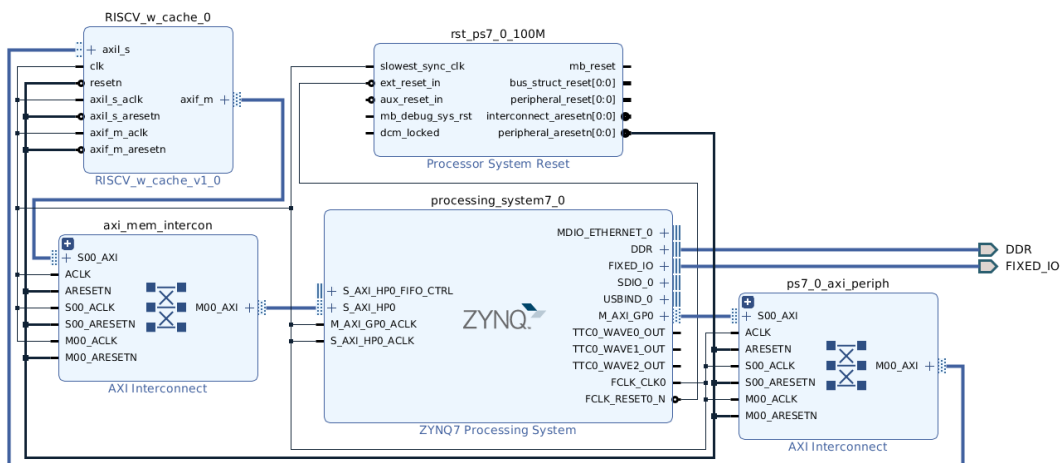 RISCV_w_cache_0
axil_s
clk
resetn
axil_s_aclk
axil_s_aresetn
axif_m_aclk
axif_m_aresetn
axif_m
RISCV_w_cache_v1_0
rst_ps7_0_100M
slowest_sync_clk
ext_reset_in
aux_reset_in
mb_debug_sys_rst
dcm_locked
mb_reset
bus_struct_reset[0:0]
peripheral_reset[0:0]
interconnect_aresetn[0:0]
peripheral_aresetn[0:0]
Processor System Reset
axi_mem_intercon
S00_AXI
ACLK
ARESETN
S00_ACLK
S00_ARESETN
M00_ACLK
M00_ARESETN
M00_AXI
AXI Interconnect
processing_system7_0
S_AXI_HP0_FIFO_CTRL
S_AXI_HP0
M_AXI_GP0_ACLK
S_AXI_HP0_ACLK
ZYNQ
MDIO_ETHERNET_0
DDR
FIXED_IO
SDIO_0
USBIND_0
M_AXI_GP0
TTC0_WAVE0_OUT
TTC0_WAVE1_OUT
TTC0_WAVE2_OUT
FCLK_CLK0
FCLK_RESET0_N
ZYNQ7 Processing System
DDR
FIXED_IO
ps7_0_axi_periph
S00_AXI
ACLK
ARESETN
S00_ACLK
S00_ARESETN
M00_ACLK
M00_ARESETN
M00_AXI
AXI Interconnect